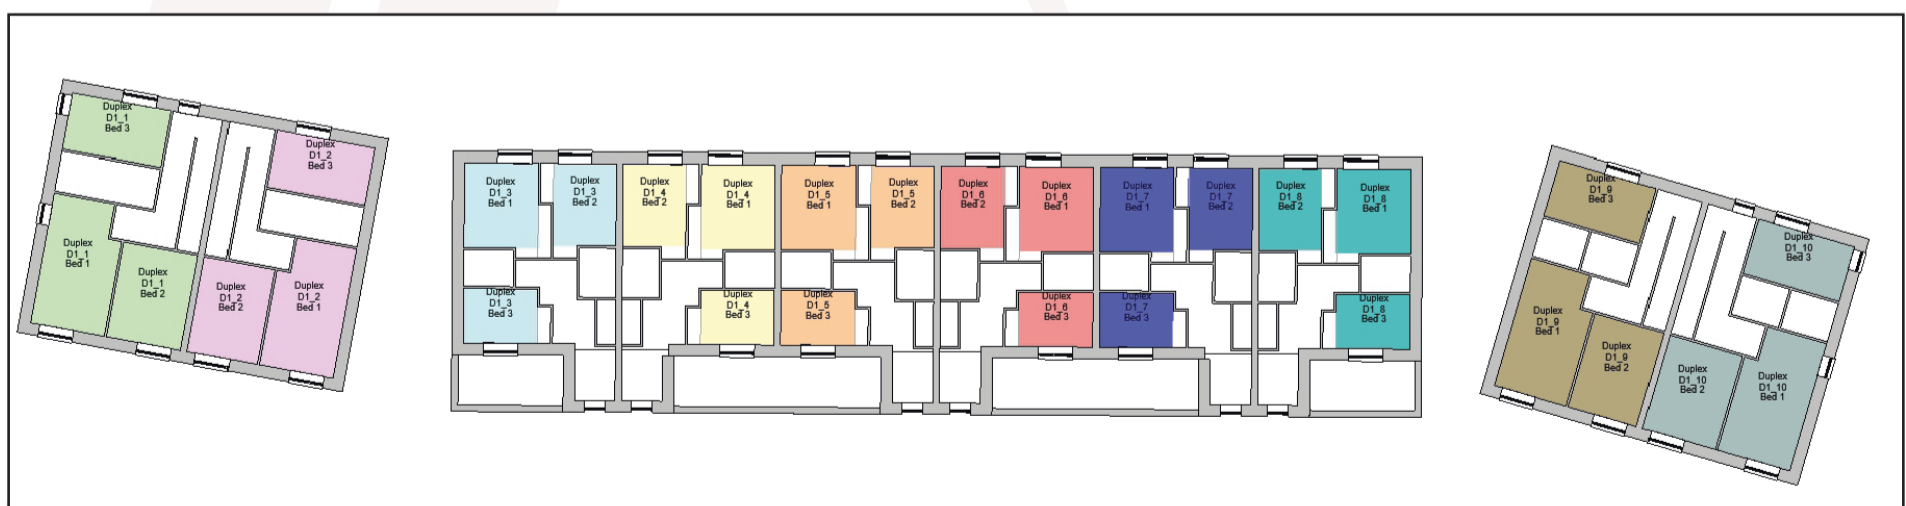 Duplex
D1_1
Bed 3
Duplex
D1_1
Bed 1
Duplex
D1_1
Bed 2
Duplex
D1_2
Bed 3
Duplex
D1_2
Bed 2
Duplex
D1_2
Bed 1
Duplex
D1_3
Bed 1
Duplex
D1_3
Bed 2
Duplex
D1_4
Bed 2
Duplex
D1_4
Bed 1
Duplex
D1_5
Bed 1
Duplex
D1_5
Bed 2
Duplex
D1_6
Bed 2
Duplex
D1_6
Bed 1
Duplex
D1_7
Bed 1
Duplex
D1_7
Bed 2
Duplex
D1_8
Bed 2
Duplex
D1_8
Bed 1
Duplex
D1_3
Bed 3
Duplex
D1_4
Bed 3
Duplex
D1_5
Bed 3
Duplex
D1_6
Bed 3
Duplex
D1_7
Bed 3
Duplex
D1_8
Bed 3
Duplex
D1_9
Bed 3
Duplex
D1_9
Bed 1
Duplex
D1_9
Bed 2
Duplex
D1_10
Bed 3
Duplex
D1_10
Bed 2
Duplex
D1_10
Bed 1